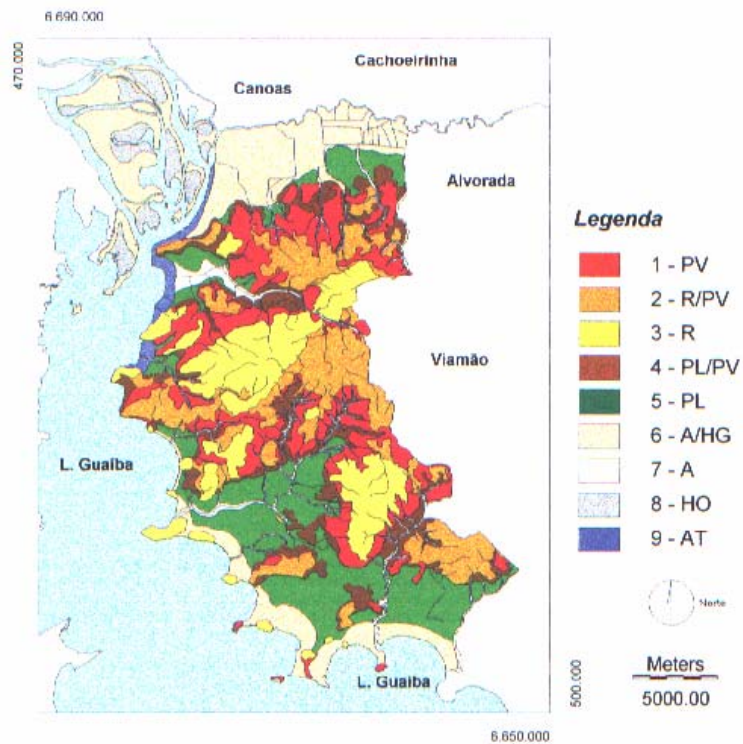 6.690.000
470.000
Cachoeirinha
Canoas
Alvorada
Legenda
1 - PV
2 - R/PV
3 - R
4 - PL/PV
5 - PL
6 - A/HG
7 - A
8 - HO
9 - AT
Viamão
L. Guaíba
Norte
Meters
5000.00
L. Guaíba
500.000
6.650.000